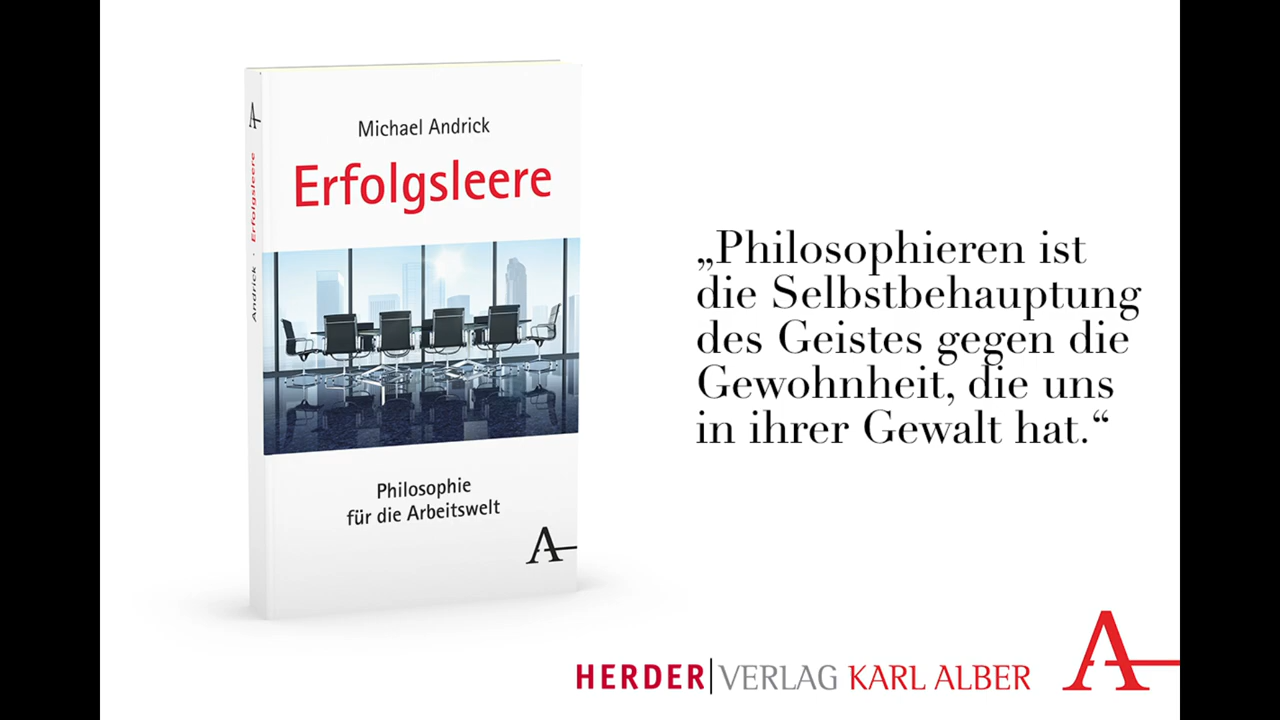 A
Andrick · Erfolgsleere
Michael Andrick
Erfolgsleere
Philosophie
für die Arbeitswelt
A
„Philosophieren ist
die Selbstbehauptung
des Geistes gegen die
Gewohnheit, die uns
in ihrer Gewalt hat.“
HERDER|VERLAG KARL ALBER
A